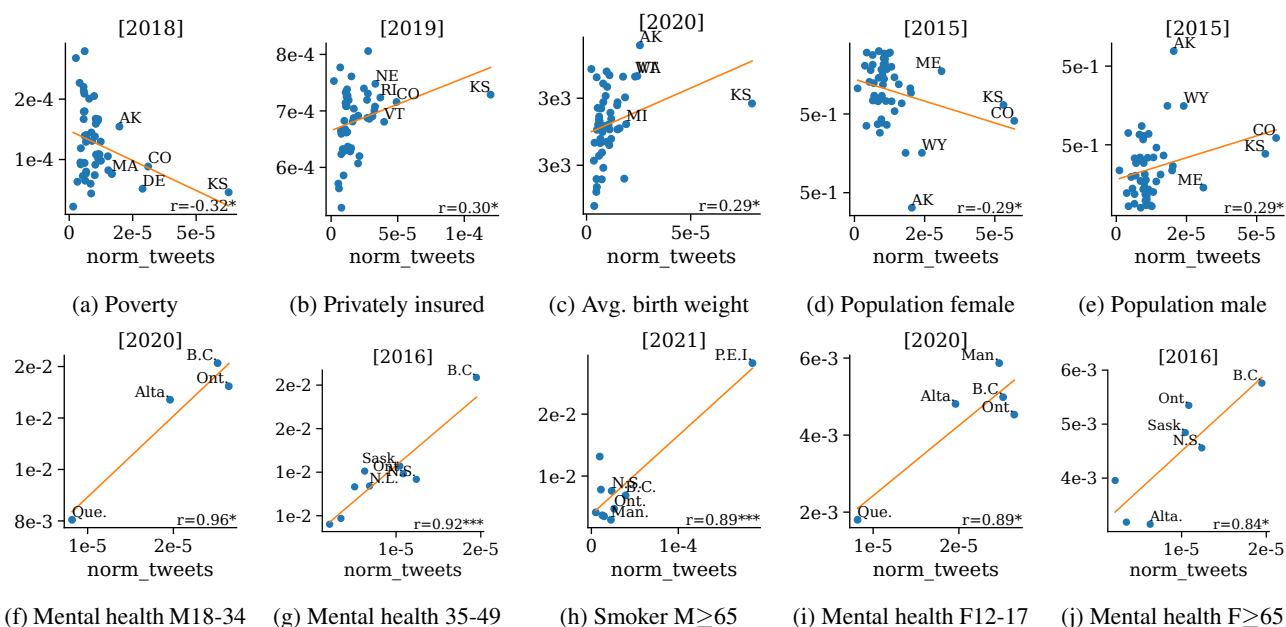 [2018]
2e-4
1e-4
AK
MA
CO
DE
KS
r=-0.32*
0
2e-5
5e-5
norm_tweets
(a) Poverty
[2019]
8e-4
7e-4
6e-4
NE
RI
CO
KS
VT
r=0.30*
0
5e-5
1e-4
norm_tweets
(b) Privately insured
[2020]
3e3
3e3
AK
WA
KS
MI
r=0.29*
0
5e-5
norm_tweets
(c) Avg. birth weight
[2015]
5e-1
5e-1
ME
KS
CO
WY
AK
r=-0.29*
0
2e-5
5e-5
norm_tweets
(d) Population female
[2015]
5e-1
5e-1
AK
WY
CO
KS
ME
r=0.29*
0
2e-5
5e-5
norm_tweets
(e) Population male
[2020]
2e-2
1e-2
1e-2
8e-3
B.C.
Ont.
Alta.
Que.
r=0.96*
1e-5
2e-5
norm_tweets
(f) Mental health M18-34
[2016]
2e-2
2e-2
1e-2
1e-2
B.C.
Sask.
Ont.
N.S.
N.L.
r=0.92***
1e-5
2e-5
norm_tweets
(g) Mental health 35-49
[2021]
2e-2
1e-2
P.E.I.
N.S.
B.C.
Ont.
Man.
r=0.89***
0
1e-4
norm_tweets
(h) Smoker M≥65
[2020]
6e-3
4e-3
2e-3
Man.
Alta.
B.C.
Ont.
Que.
r=0.89*
1e-5
2e-5
norm_tweets
(i) Mental health F12-17
[2016]
6e-3
5e-3
4e-3
B.C.
Ont.
Sask.
N.S.
Alta.
r=0.84*
1e-5
2e-5
norm_tweets
(j) Mental health F≥65